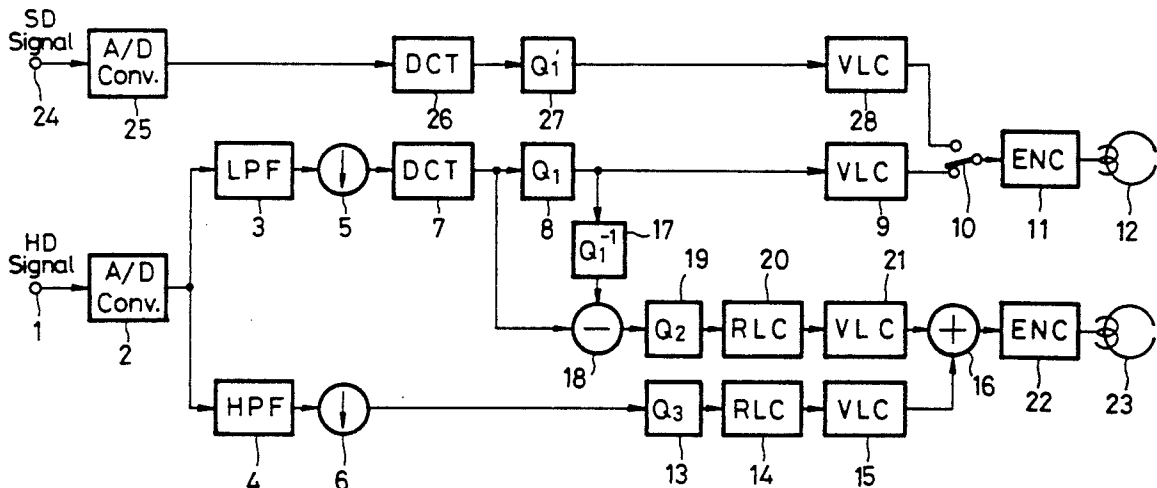 SD
Signal
A/D
Conv.
DCT
Q₁'
VLC
24
25
26
27
28
LPF
↓
DCT
Q₁
VLC
ENC
3
5
7
8
9
10
11
12
17
Q₁⁻¹
HD
Signal
A/D
Conv.
19
20
21
1
2
−
Q₂
RLC
VLC
+
ENC
18
16
22
23
HPF
↓
Q₃
RLC
VLC
4
6
13
14
15